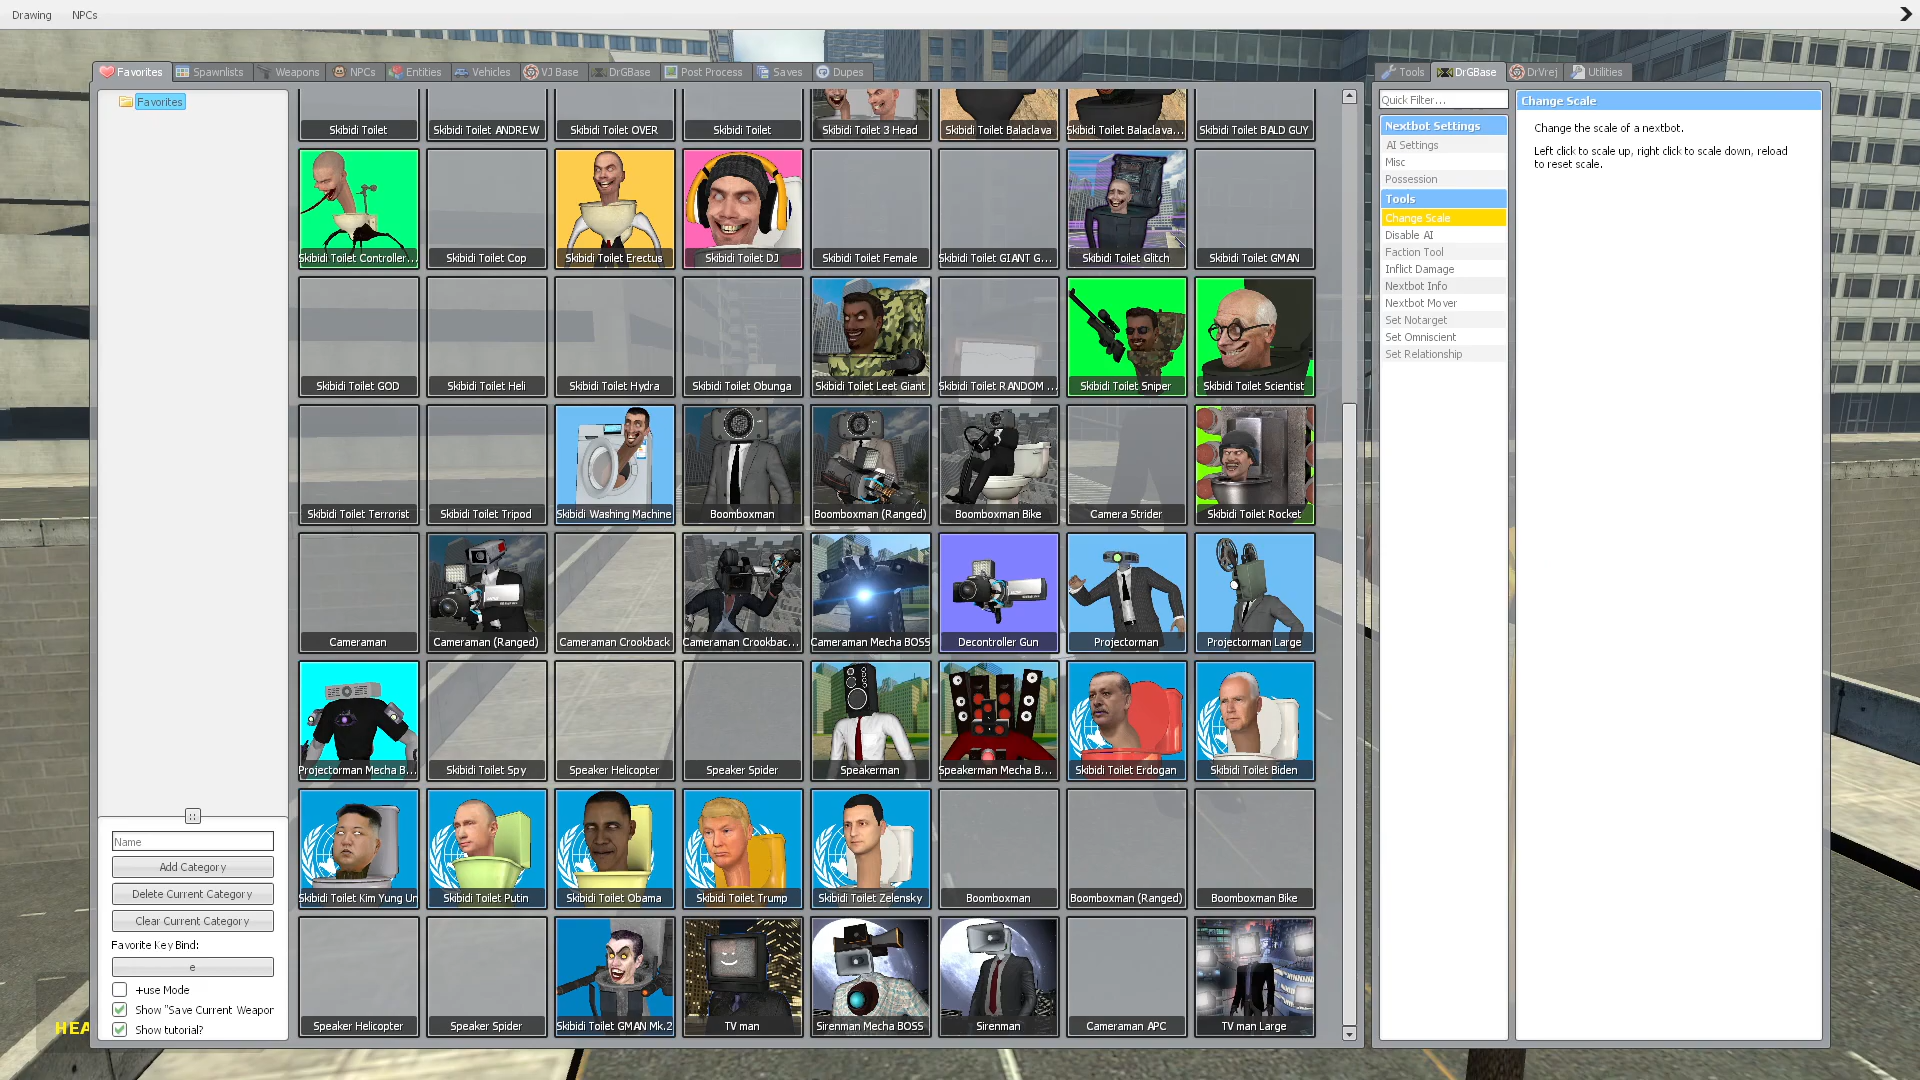 Drawing NPCs
Favorites Spawnlists Weapons NPCs Entities Vehicles VJ Base DrGBase Post Process Saves Dupes
Tools DrGBase DrVrej Utilities
Favorites
Skibidi Toilet Skibidi Toilet ANDREW Skibidi Toilet OVER Skibidi Toilet Skibidi Toilet 3 Head Skibidi Toilet Balaclava Skibidi Toilet Balaclava... Skibidi Toilet BALD GUY
Skibidi Toilet Controller... Skibidi Toilet Cop Skibidi Toilet Erectus Skibidi Toilet DJ Skibidi Toilet Female Skibidi Toilet GIANT G... Skibidi Toilet Glitch Skibidi Toilet GMAN
Skibidi Toilet GOD Skibidi Toilet Heli Skibidi Toilet Hydra Skibidi Toilet Obunga Skibidi Toilet Leet Giant Skibidi Toilet RANDOM ... Skibidi Toilet Sniper Skibidi Toilet Scientist
Skibidi Toilet Terrorist Skibidi Toilet Tripod Skibidi Washing Machine Boomboxman Boomboxman (Ranged) Boomboxman Bike Camera Strider Skibidi Toilet Rocket
Cameraman Cameraman (Ranged) Cameraman Crookback Cameraman Crookbac... Cameraman Mecha BOSS Decontroller Gun Projectorman Projectorman Large
Projectorman Mecha B... Skibidi Toilet Spy Speaker Helicopter Speaker Spider Speakerman Speakerman Mecha B... Skibidi Toilet Erdogan Skibidi Toilet Biden
Skibidi Toilet Kim Yung Un Skibidi Toilet Putin Skibidi Toilet Obama Skibidi Toilet Trump Skibidi Toilet Zelensky Boomboxman Boomboxman (Ranged) Boomboxman Bike
Speaker Helicopter Speaker Spider Skibidi Toilet GMAN Mk.2 TV man Sirenman Mecha BOSS Sirenman Cameraman APC TV man Large
Name
Add Category
Delete Current Category
Clear Current Category
Favorite Key Bind:
e
+use Mode
Show "Save Current Weapon
Show tutorial?
HEA
Quick Filter...
Nextbot Settings
AI Settings
Misc
Possession
Tools
Change Scale
Disable AI
Faction Tool
Inflict Damage
Nextbot Info
Nextbot Mover
Set Notarget
Set Omniscient
Set Relationship
Change Scale
Change the scale of a nextbot.
Left click to scale up, right click to scale down, reload
to reset scale.